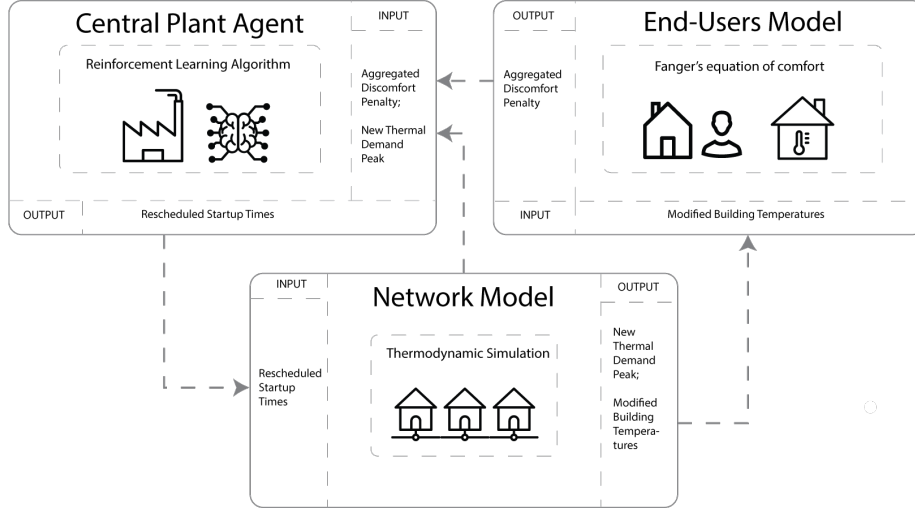 Central Plant Agent
INPUT
Reinforcement Learning Algorithm
Aggregated
Discomfort
Penalty;
New Thermal
Demand
Peak
OUTPUT
Rescheduled Startup Times
OUTPUT
End-Users Model
Aggregated
Discomfort
Penalty
Fanger's equation of comfort
INPUT
Modified Building Temperatures
INPUT
Network Model
OUTPUT
Rescheduled
Startup
Times
Thermodynamic Simulation
New
Thermal
Demand
Peak;
Modified
Building
Tempera-
tures